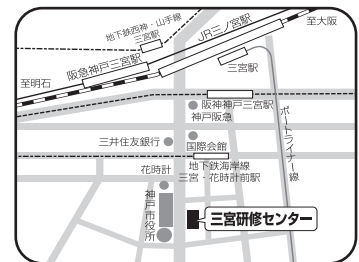 至大阪
地下鉄西神・山手線
三宮駅
JR三ノ宮駅
阪急神戸三宮駅
三宮駅
至明石
阪神神戸三宮駅
神戸阪急
ポートライナー線
三井住友銀行
国際会館
地下鉄海岸線
三宮・花時計前駅
花時計
神戸市役所
三宮研修センター